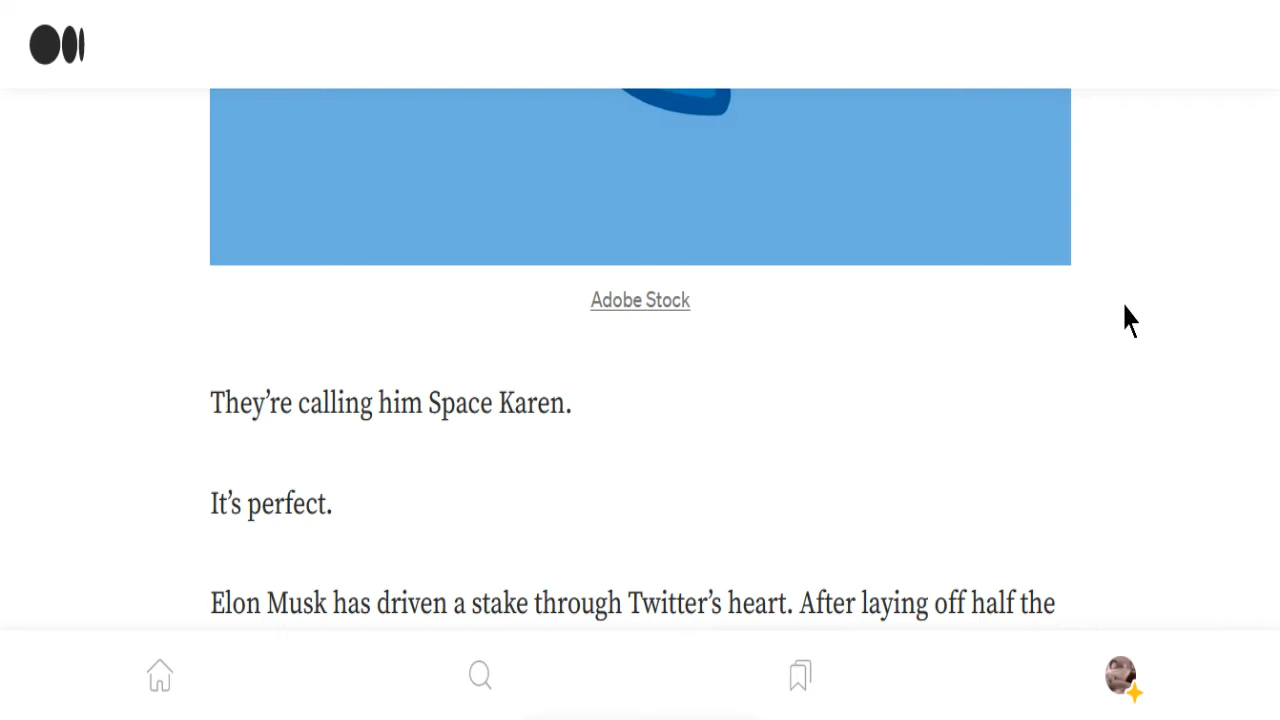 Adobe Stock
They’re calling him Space Karen.
It’s perfect.
Elon Musk has driven a stake through Twitter’s heart. After laying off half the